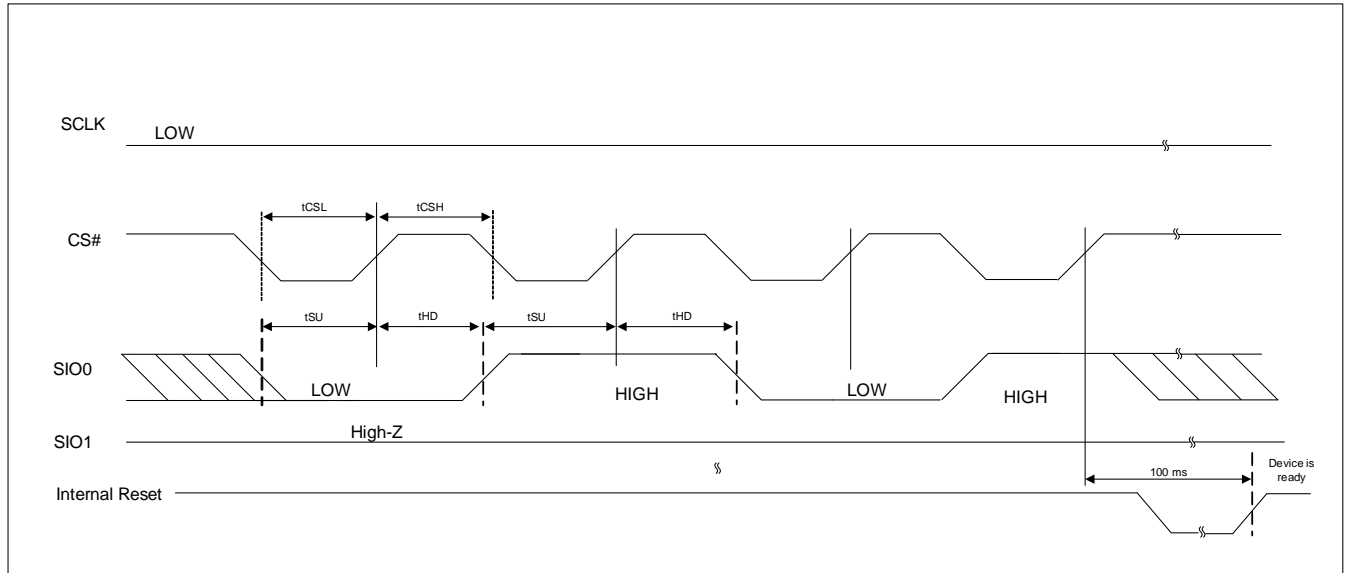 SCLK
LOW
tCSL
tCSH
CS#
tSU
tHD
tSU
tHD
SIO0
LOW
HIGH
LOW
HIGH
High-Z
SIO1
100 ms
Device is
ready
Internal Reset